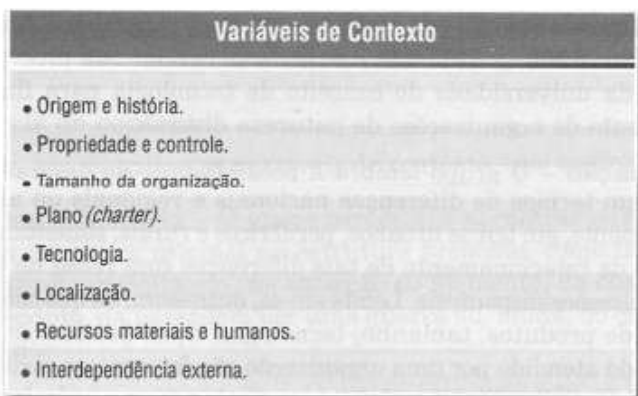 Variáveis de Contexto
• Origem e história.
• Propriedade e controle.
• Tamanho da organização.
• Plano (charter).
• Tecnologia.
• Localização.
• Recursos materiais e humanos.
• Interdependência externa.